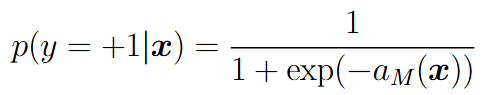 p(y = +1|x) = 1 / (1 + exp(−a_M(x)))